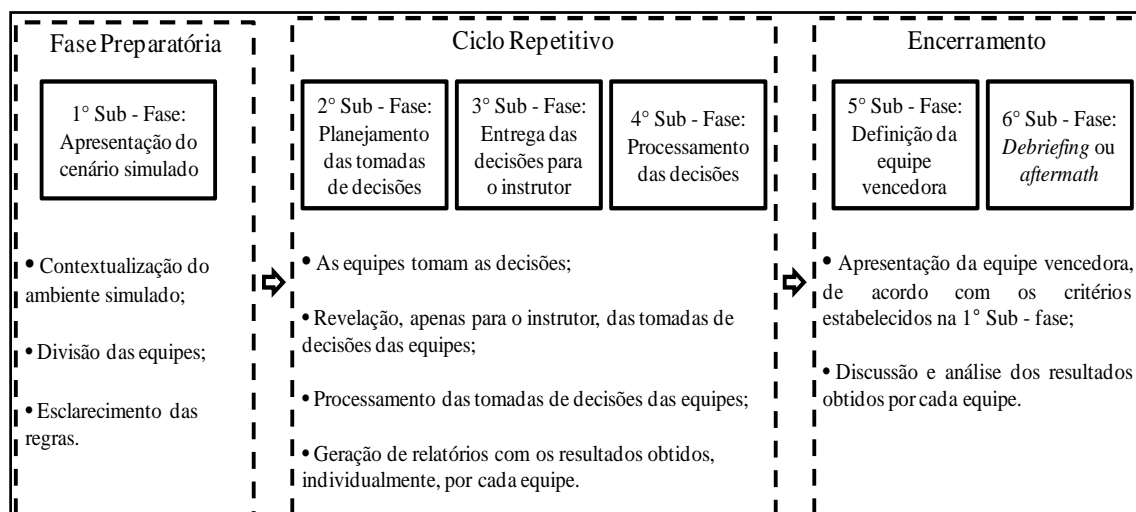 Fase Preparatória
1° Sub - Fase:
Apresentação do
cenário simulado
• Contextualização do
ambiente simulado;
• Divisão das equipes;
• Esclarecimento das
regras.
Ciclo Repetitivo
2° Sub - Fase:
Planejamento
das tomadas
de decisões
3° Sub - Fase:
Entrega das
decisões para
o instrutor
4° Sub - Fase:
Processamento
das decisões
• As equipes tomam as decisões;
• Revelação, apenas para o instrutor, das tomadas de
decisões das equipes;
• Processamento das tomadas de decisões das equipes;
• Geração de relatórios com os resultados obtidos,
individualmente, por cada equipe.
Encerramento
5° Sub - Fase:
Definição da
equipe
vencedora
6° Sub - Fase:
Debriefing ou
aftermath
• Apresentação da equipe vencedora,
de acordo com os critérios
estabelecidos na 1° Sub - fase;
• Discussão e análise dos resultados
obtidos por cada equipe.